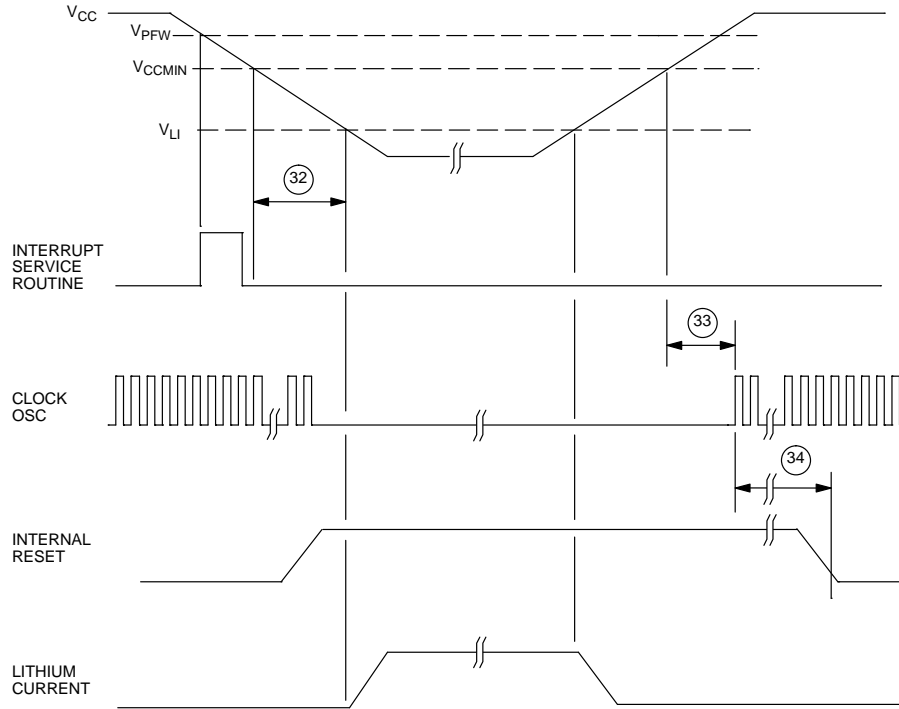 VCC
VPFW
VCCMIN
VLI
32
INTERRUPT
SERVICE
ROUTINE
33
CLOCK
OSC
34
INTERNAL
RESET
LITHIUM
CURRENT